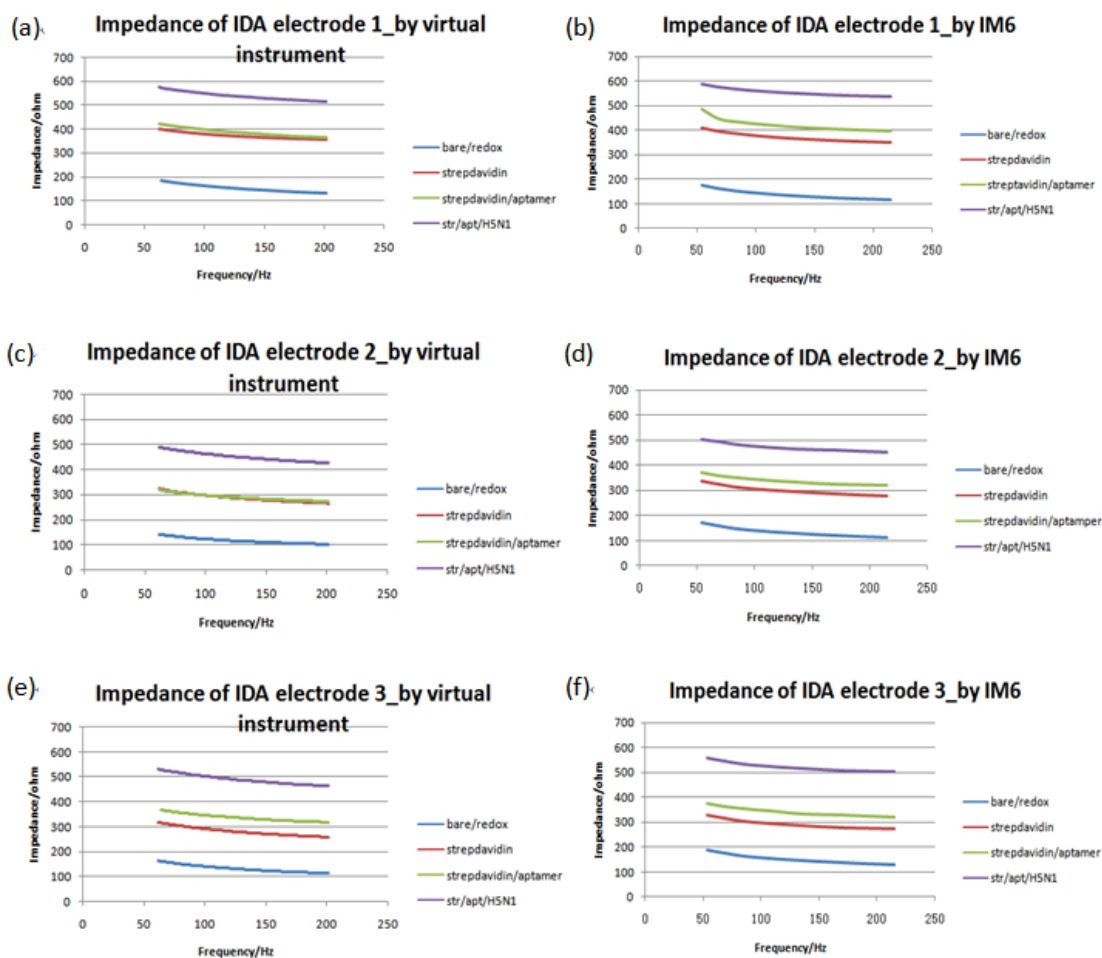 (a)
Impedance of IDA electrode 1_by virtual
instrument
700
600
500
400
300
200
100
0
Impedance/ohm
0 50 100 150 200 250
Frequency/Hz
bare/redox
strepdavidin
strepdavidin/aptamer
str/apt/H5N1
(b)
Impedance of IDA electrode 1_by IM6
700
600
500
400
300
200
100
0
Impedance/ohm
0 50 100 150 200 250
Frequency/Hz
bare/redox
strepdavidin
streptavidin/aptamer
str/apt/H5N1
(c)
Impedance of IDA electrode 2_by virtual
instrument
700
600
500
400
300
200
100
0
Impedance/ohm
0 50 100 150 200 250
Frequency/Hz
bare/redox
strepdavidin
strepdavidin/aptamer
str/apt/H5N1
(d)
Impedance of IDA electrode 2_by IM6
700
600
500
400
300
200
100
0
Impedance/ohm
0 50 100 150 200 250
Frequency/Hz
bare/redox
strepdavidin
strepdavidin/aptamper
str/apt/H5N1
(e)
Impedance of IDA electrode 3_by virtual
instrument
700
600
500
400
300
200
100
0
Impedance/ohm
0 50 100 150 200 250
Frequency/Hz
bare/redox
strepdavidin
strepdavidin/aptamer
str/apt/H5N1
(f)
Impedance of IDA electrode 3_by IM6
700
600
500
400
300
200
100
0
Impedance/ohm
0 50 100 150 200 250
Frequency/Hz
bare/redox
strepdavidin
strepdavidin/aptamer
str/apt/H5N1